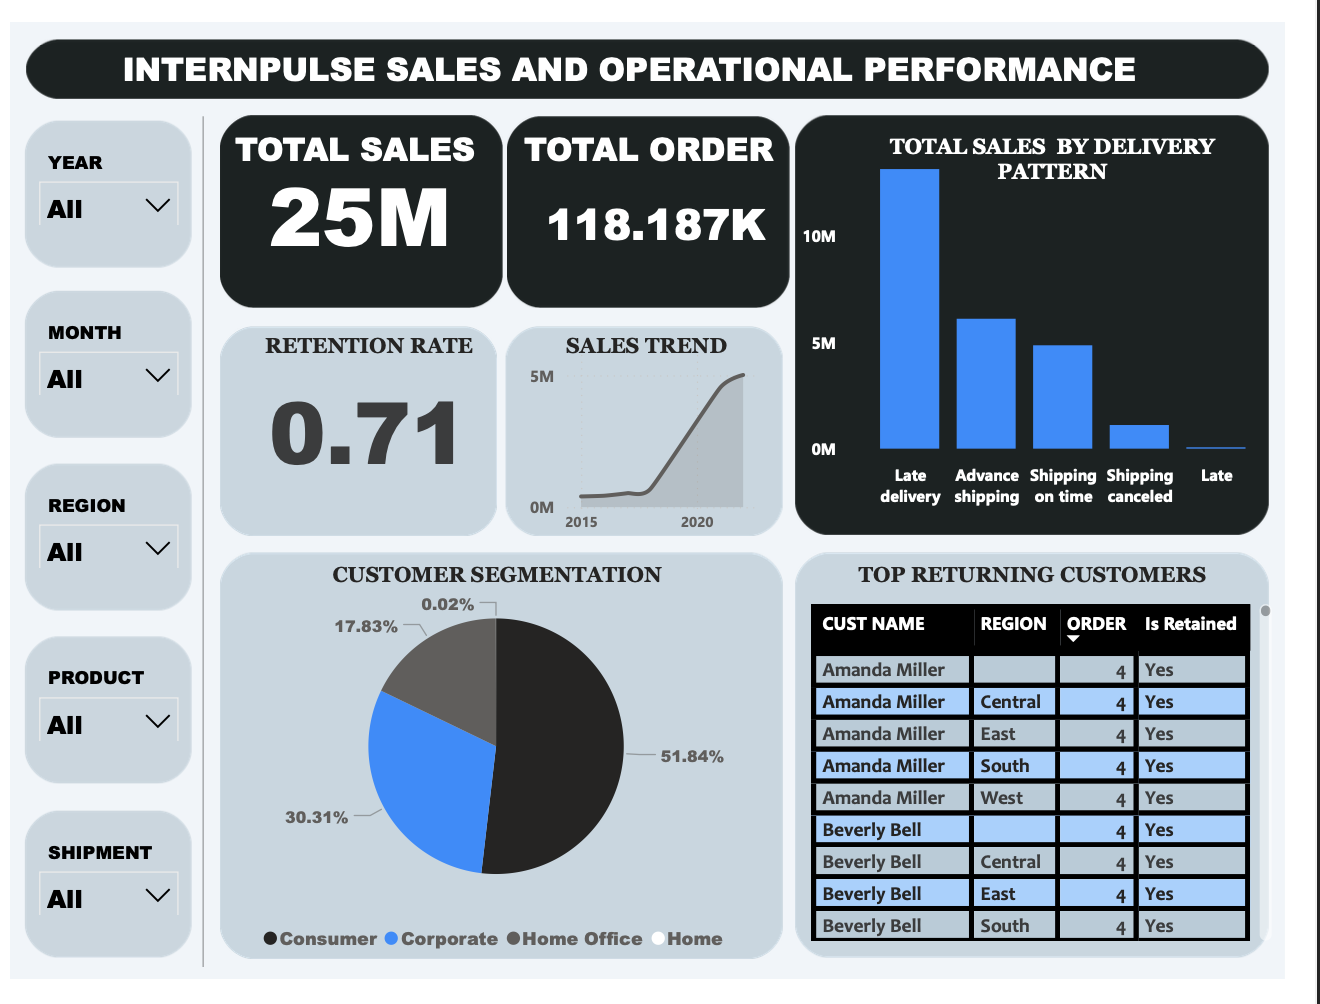 INTERNPULSE SALES AND OPERATIONAL PERFORMANCE
YEAR
All
MONTH
All
REGION
All
PRODUCT
All
SHIPMENT
All
TOTAL SALES
25M
TOTAL ORDER
118.187K
TOTAL SALES BY DELIVERY
PATTERN
10M
5M
0M
Late
delivery
Advance
shipping
Shipping
on time
Shipping
canceled
Late
RETENTION RATE
0.71
SALES TREND
5M
0M
2015
2020
CUSTOMER SEGMENTATION
0.02%
17.83%
51.84%
30.31%
Consumer Corporate Home Office Home
TOP RETURNING CUSTOMERS
CUST NAME REGION ORDER Is Retained
Amanda Miller 4 Yes
Amanda Miller Central 4 Yes
Amanda Miller East 4 Yes
Amanda Miller South 4 Yes
Amanda Miller West 4 Yes
Beverly Bell 4 Yes
Beverly Bell Central 4 Yes
Beverly Bell East 4 Yes
Beverly Bell South 4 Yes